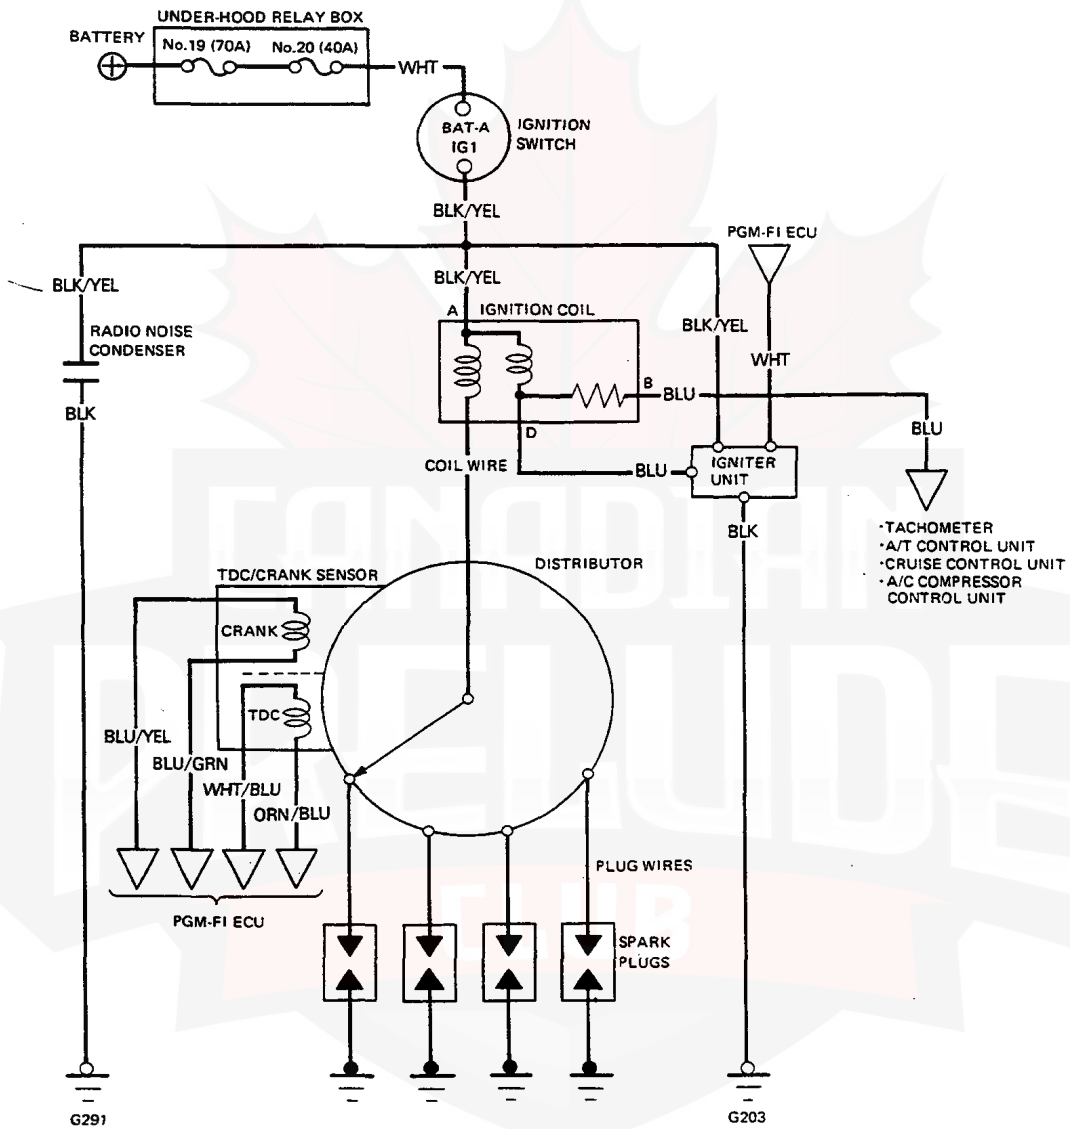 UNDER-HOOD RELAY BOX
BATTERY
No.19 (70A) No.20 (40A)
WHT
BAT-A
IG1
IGNITION
SWITCH
BLK/YEL
PGM-FI ECU
BLK/YEL
BLK/YEL
A IGNITION COIL
BLK/YEL
RADIO NOISE
CONDENSER
WHT
B
BLU
BLK
BLU
D
COIL WIRE
BLU
IGNITER
UNIT
BLK
·TACHOMETER
·A/T CONTROL UNIT
·CRUISE CONTROL UNIT
·A/C COMPRESSOR
CONTROL UNIT
DISTRIBUTOR
TDC/CRANK SENSOR
CRANK
TDC
BLU/YEL
BLU/GRN
WHT/BLU
ORN/BLU
PGM-FI ECU
PLUG WIRES
SPARK
PLUGS
G291
G203
CANADIAN
PRELUDE
CLUB